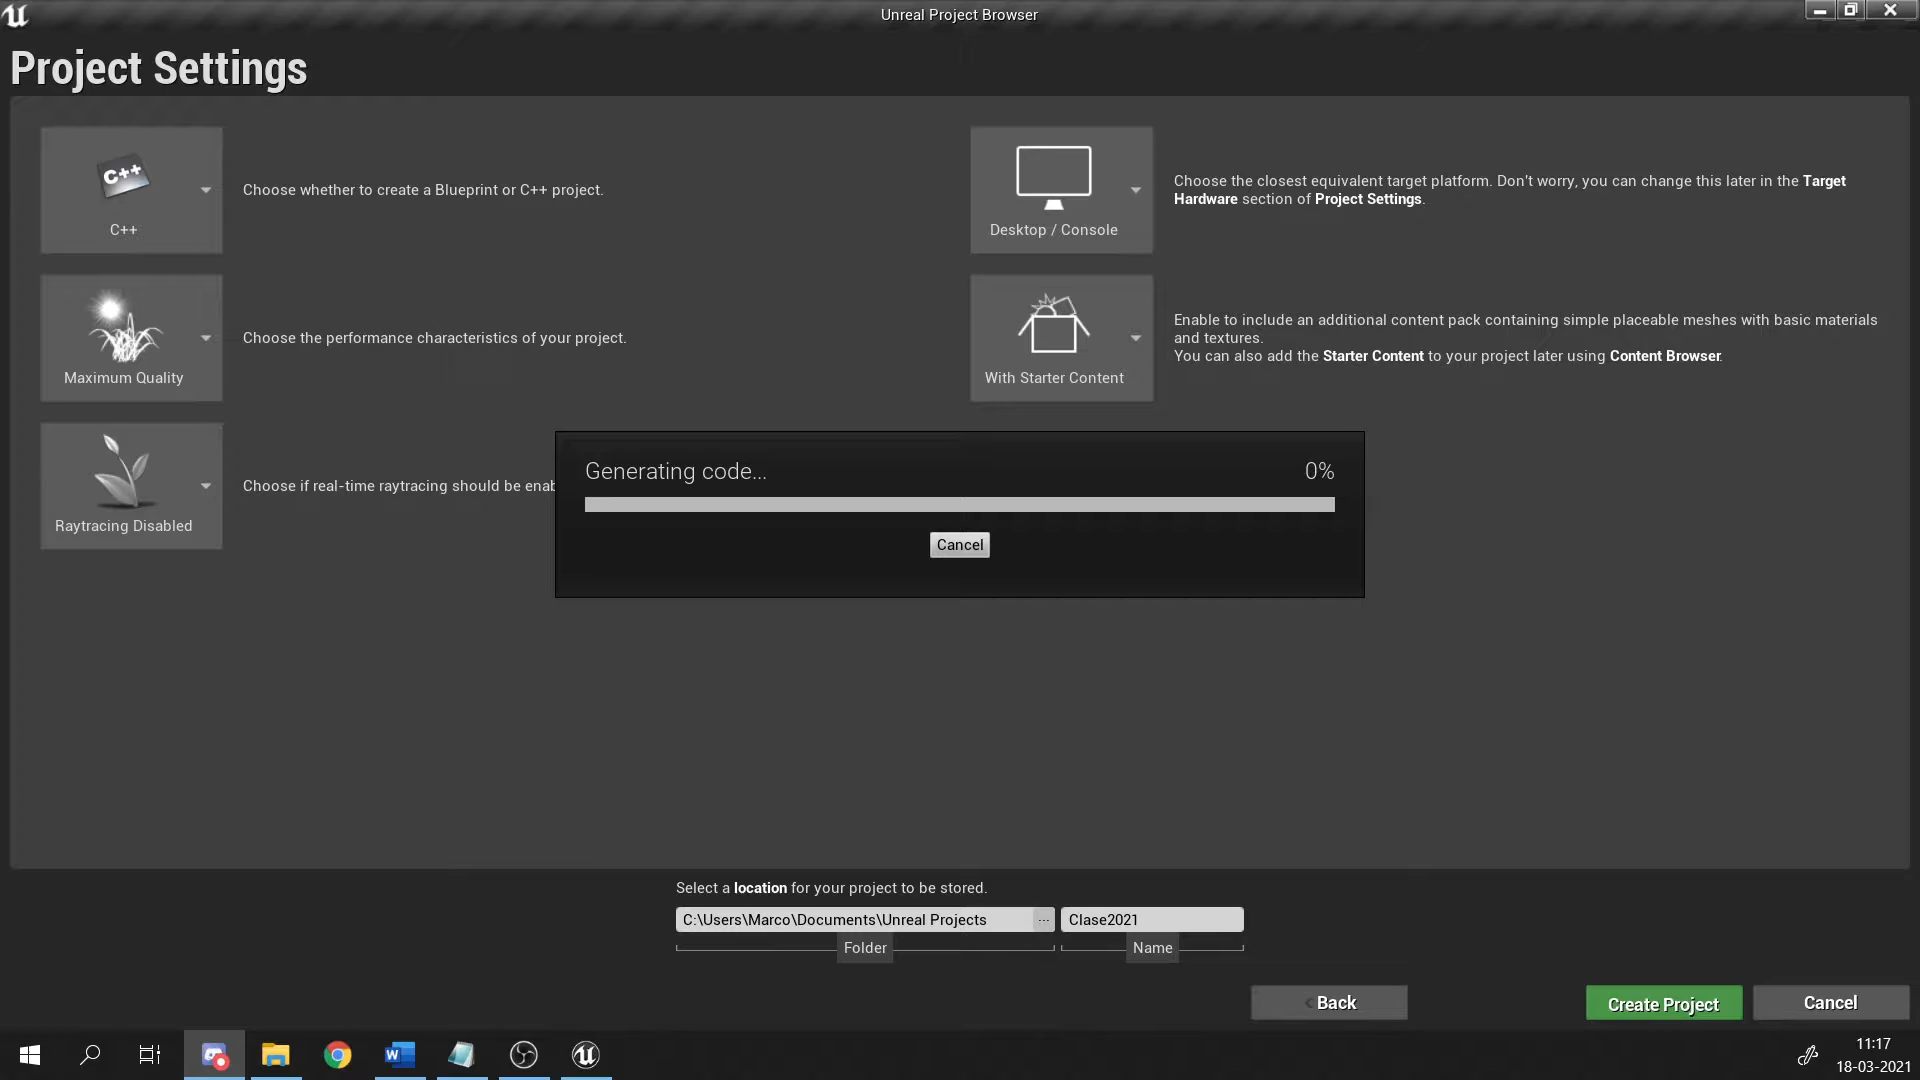 Unreal Project Browser
Project Settings
C++
C++
Choose whether to create a Blueprint or C++ project.
Desktop / Console
Choose the closest equivalent target platform. Don't worry, you can change this later in the Target
Hardware section of Project Settings.
Maximum Quality
Choose the performance characteristics of your project.
With Starter Content
Enable to include an additional content pack containing simple placeable meshes with basic materials
and textures.
You can also add the Starter Content to your project later using Content Browser.
Raytracing Disabled
Choose if real-time raytracing should be enab
Generating code...
0%
Cancel
Select a location for your project to be stored.
C:\Users\Marco\Documents\Unreal Projects
...
Clase2021
Folder
Name
< Back
Create Project
Cancel
W
11:17
18-03-2021